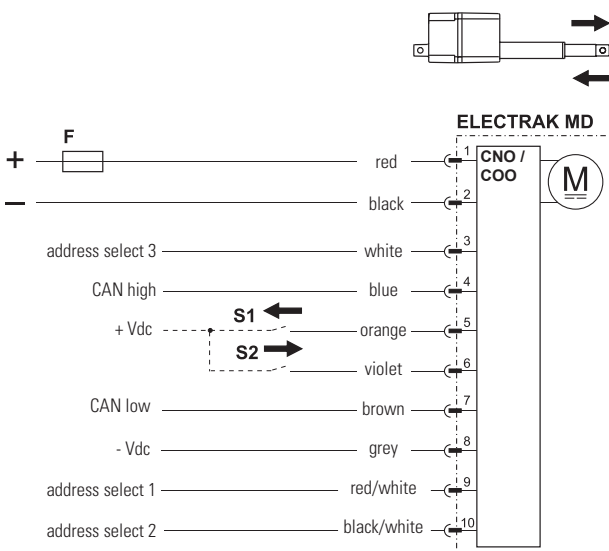 ELECTRAK MD
F
+ red 1 CNO /
COO
M
– black 2
address select 3 white 3
CAN high blue 4
S1
+ Vdc orange 5
S2
violet 6
CAN low brown 7
- Vdc grey 8
address select 1 red/white 9
address select 2 black/white 10